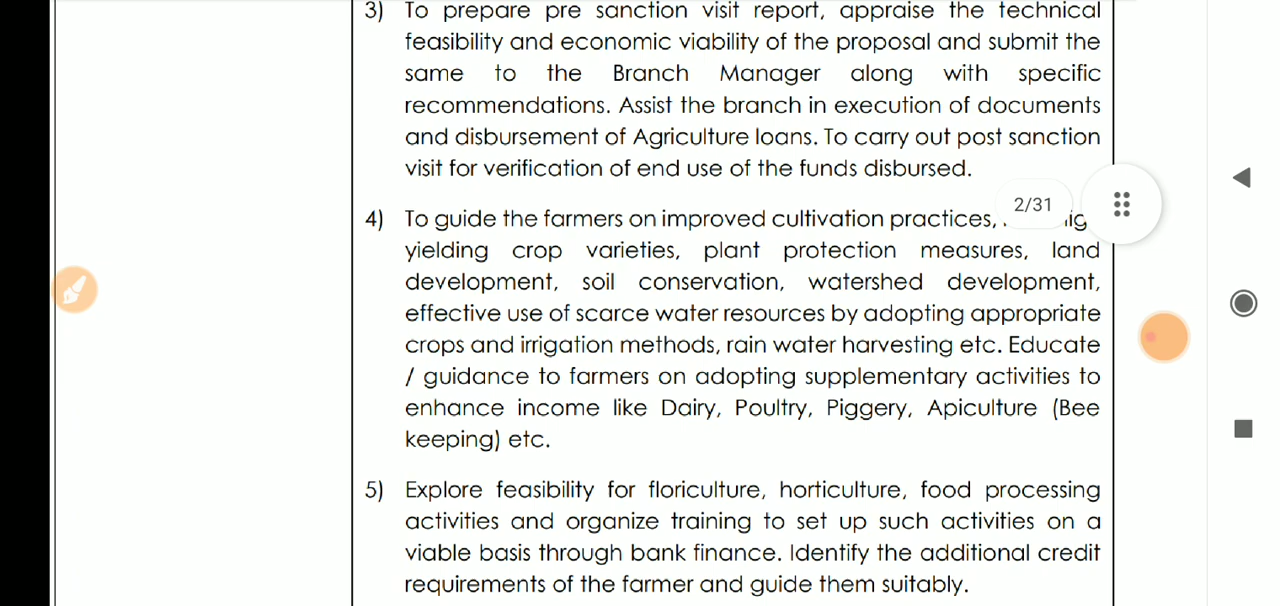 3) To prepare pre sanction visit report, appraise the technical
feasibility and economic viability of the proposal and submit the
same to the Branch Manager along with specific
recommendations. Assist the branch in execution of documents
and disbursement of Agriculture loans. To carry out post sanction
visit for verification of end use of the funds disbursed.
2/31
4) To guide the farmers on improved cultivation practices,
yielding crop varieties, plant protection measures, land
development, soil conservation, watershed development,
effective use of scarce water resources by adopting appropriate
crops and irrigation methods, rain water harvesting etc. Educate
/ guidance to farmers on adopting supplementary activities to
enhance income like Dairy, Poultry, Piggery, Apiculture (Bee
keeping) etc.
5) Explore feasibility for floriculture, horticulture, food processing
activities and organize training to set up such activities on a
viable basis through bank finance. Identify the additional credit
requirements of the farmer and guide them suitably.